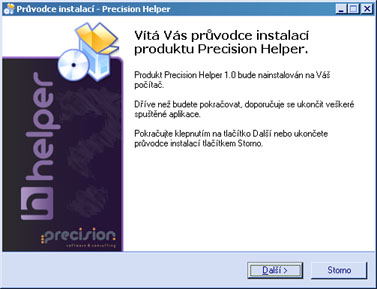 Průvodce instalací - Precision Helper
Vítá Vás průvodce instalací
produktu Precision Helper.
Produkt Precision Helper 1.0 bude nainstalován na Váš
počítač.
Dříve než budete pokračovat, doporučuje se ukončit veškeré
spuštěné aplikace.
Pokračujte klepnutím na tlačítko Další nebo ukončete
průvodce instalací tlačítkem Storno.
helper
precision
software & consulting
Další >
Storno